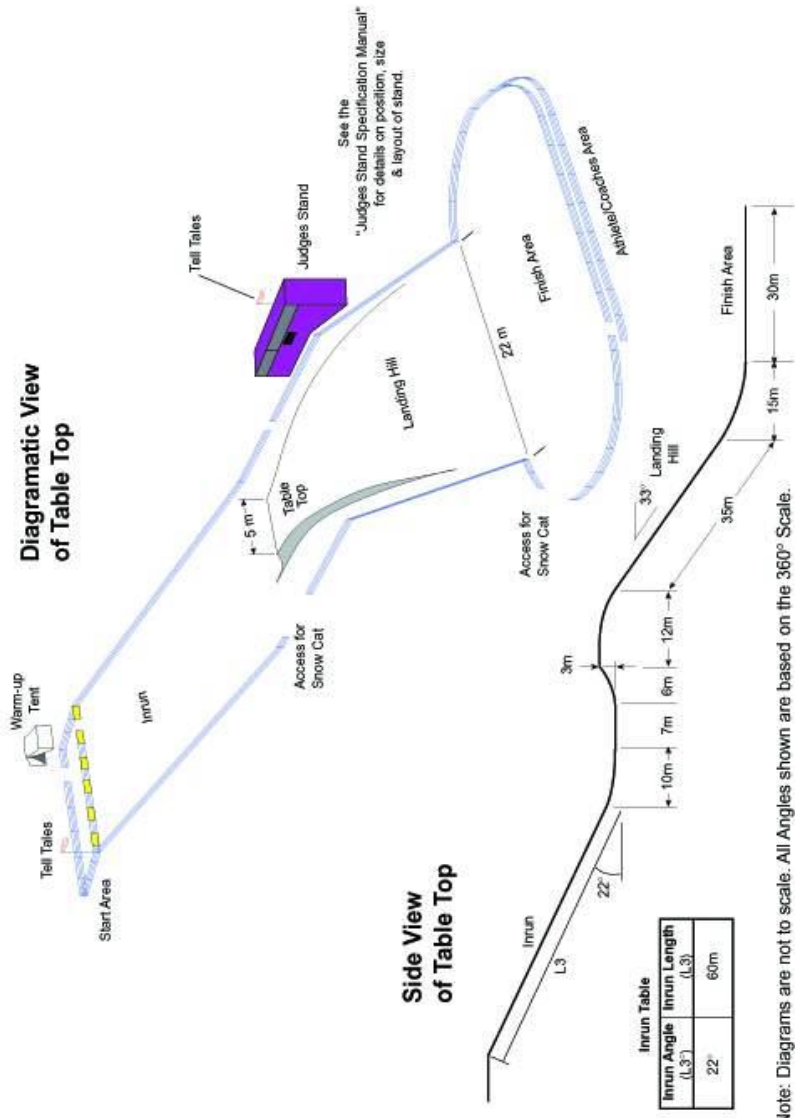 Diagramatic View
of Table Top
Warm-up
Tent
Tell Tales
Start Area
Inrun
Access for
Snow Cat
5 m
Table
Top
Landing Hill
Tell Tales
Judges Stand
See the
"Judges Stand Specification Manual"
for details on position, size
& layout of stand.
22 m
Finish Area
Athlete/Coaches Area
Access for
Snow Cat
Side View
of Table Top
Inrun
L3
22°
10m
7m
6m
3m
12m
33°
Landing
Hill
35m
15m
30m
Finish Area
Inrun Table
Inrun Angle Inrun Length
(L3°) (L3)
22° 60m
Note: Diagrams are not to scale. All Angles shown are based on the 360° Scale.